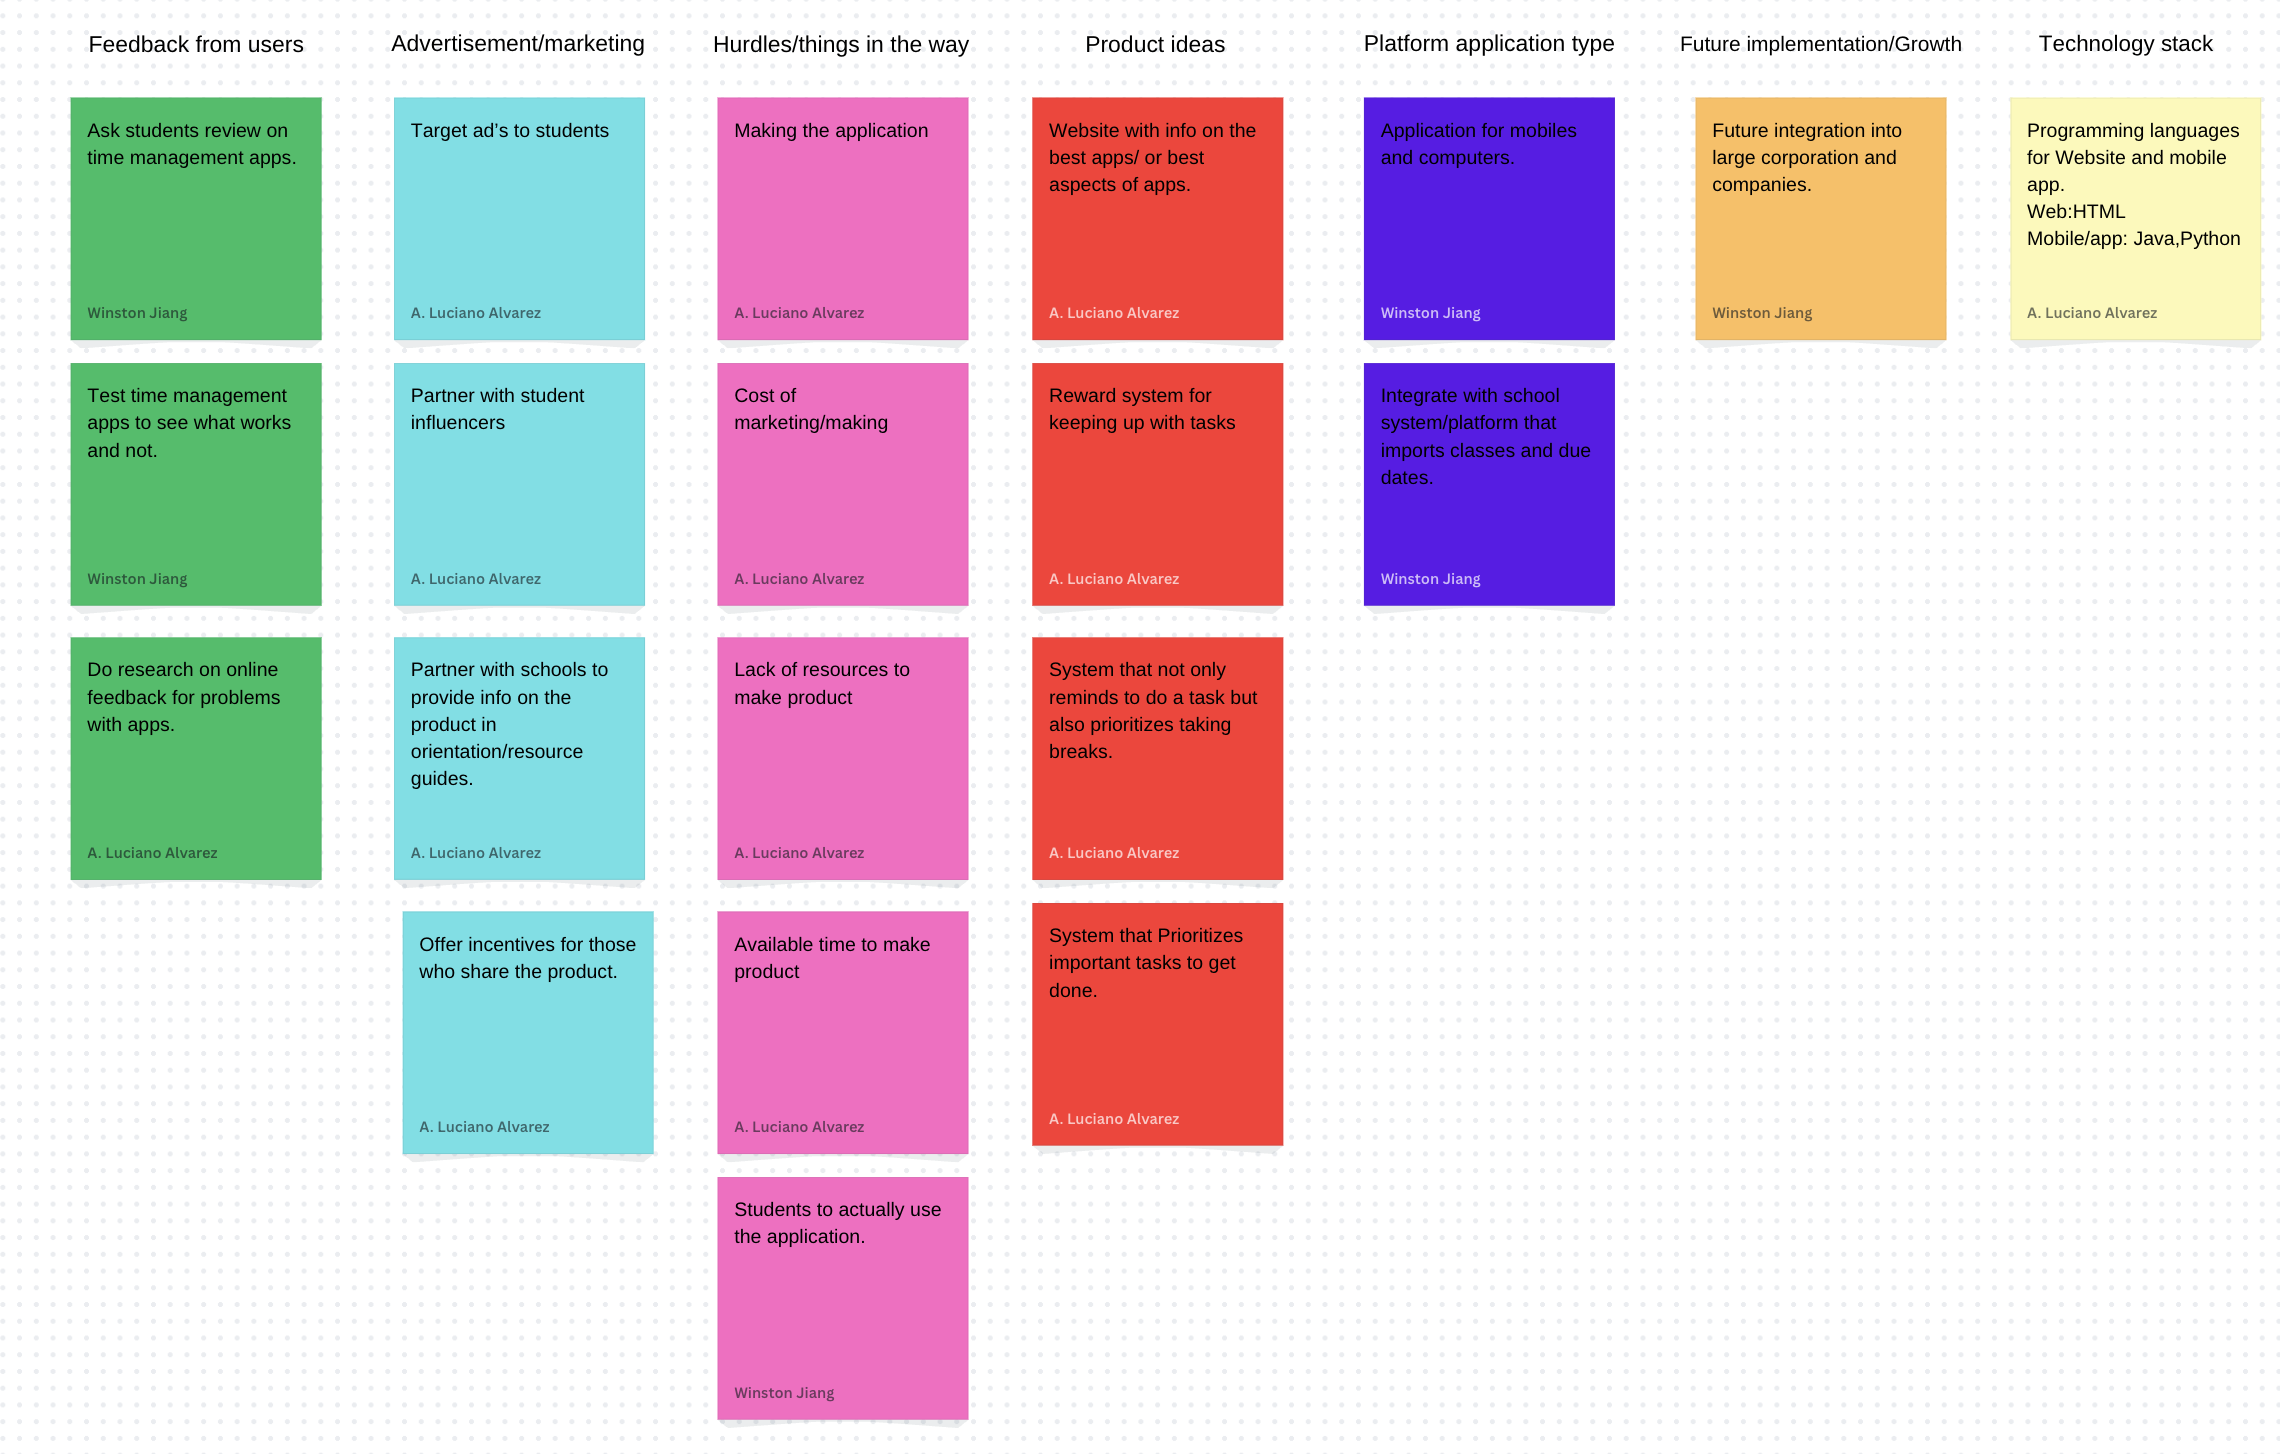 Feedback from users
Ask students review on
time management apps.
Winston Jiang
Test time management
apps to see what works
and not.
Winston Jiang
Do research on online
feedback for problems
with apps.
A. Luciano Alvarez
Advertisement/marketing
Target ad’s to students
A. Luciano Alvarez
Partner with student
influencers
A. Luciano Alvarez
Partner with schools to
provide info on the
product in
orientation/resource
guides.
A. Luciano Alvarez
Offer incentives for those
who share the product.
A. Luciano Alvarez
Hurdles/things in the way
Making the application
A. Luciano Alvarez
Cost of
marketing/making
A. Luciano Alvarez
Lack of resources to
make product
A. Luciano Alvarez
Available time to make
product
A. Luciano Alvarez
Students to actually use
the application.
Winston Jiang
Product ideas
Website with info on the
best apps/ or best
aspects of apps.
A. Luciano Alvarez
Reward system for
keeping up with tasks
A. Luciano Alvarez
System that not only
reminds to do a task but
also prioritizes taking
breaks.
A. Luciano Alvarez
System that Prioritizes
important tasks to get
done.
A. Luciano Alvarez
Platform application type
Application for mobiles
and computers.
Winston Jiang
Integrate with school
system/platform that
imports classes and due
dates.
Winston Jiang
Future implementation/Growth
Future integration into
large corporation and
companies.
Winston Jiang
Technology stack
Programming languages
for Website and mobile
app.
Web:HTML
Mobile/app: Java,Python
A. Luciano Alvarez